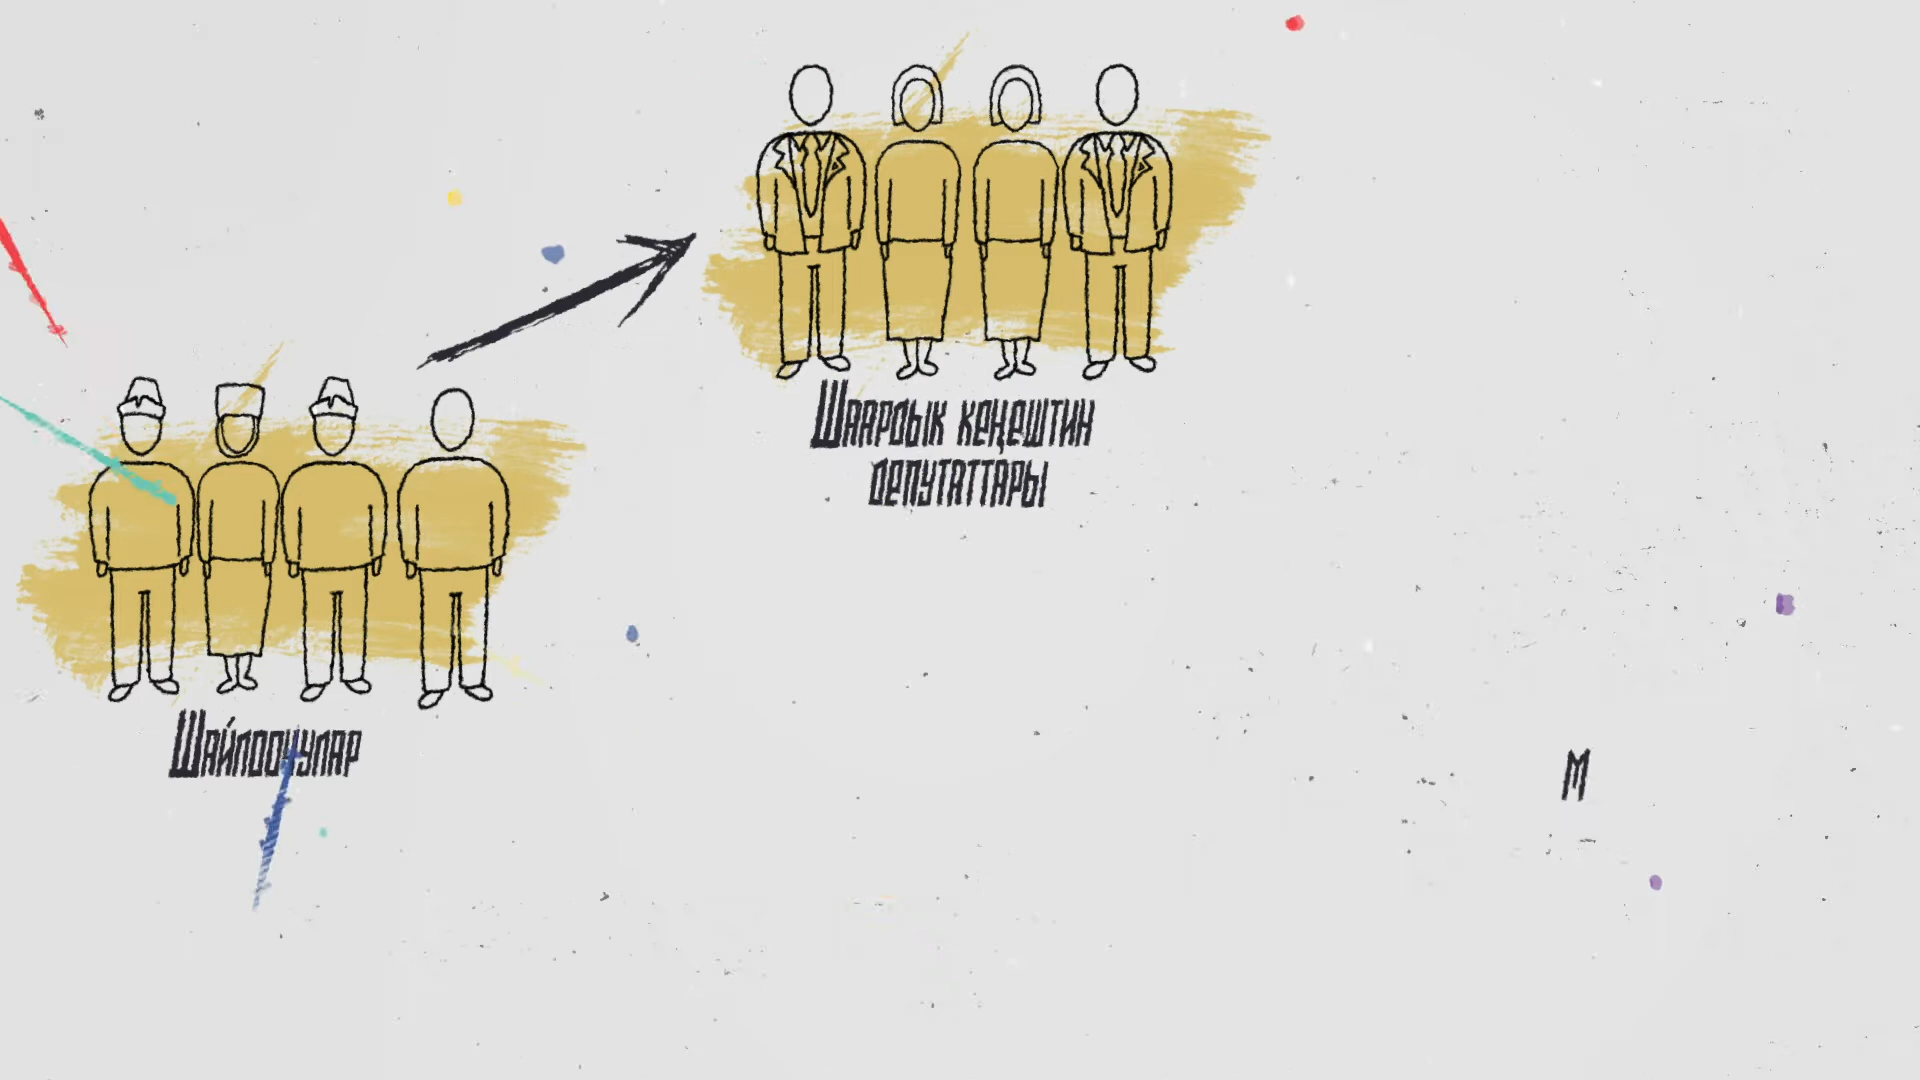 Шаардык кеңештин
депутаттары
Шайлоочулар
М